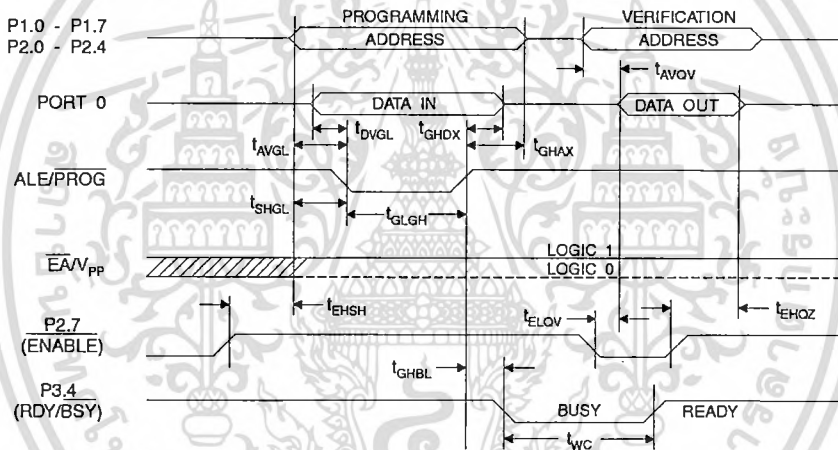 PROGRAMMING VERIFICATION
P1.0 - P1.7
P2.0 - P2.4 ADDRESS ADDRESS
tAVQV
PORT 0 DATA IN DATA OUT
tDVGL tGHDX
tAVGL tGHAX
ALE/PROG
tSHGL tGLGH
EA/VPP LOGIC 1
LOGIC 0
tEHSH tELQV tEHQZ
P2.7
(ENABLE)
tGHBL
P3.4
(RDY/BSY) BUSY READY
tWC